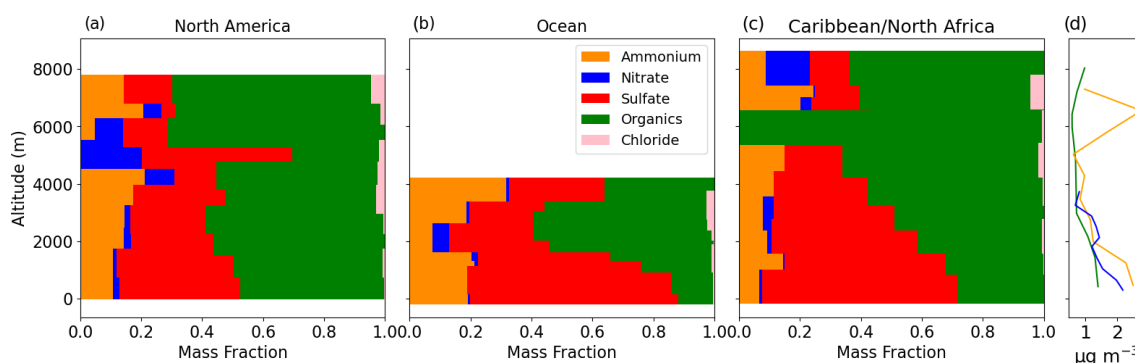 (a) North America
(b) Ocean
(c) Caribbean/North Africa
(d)
Altitude (m)
8000
6000
4000
2000
0
Ammonium
Nitrate
Sulfate
Organics
Chloride
0.0 0.2 0.4 0.6 0.8 1.0
Mass Fraction
0.0 0.2 0.4 0.6 0.8 1.0
Mass Fraction
0.0 0.2 0.4 0.6 0.8 1.0
Mass Fraction
1 2
µg m⁻³